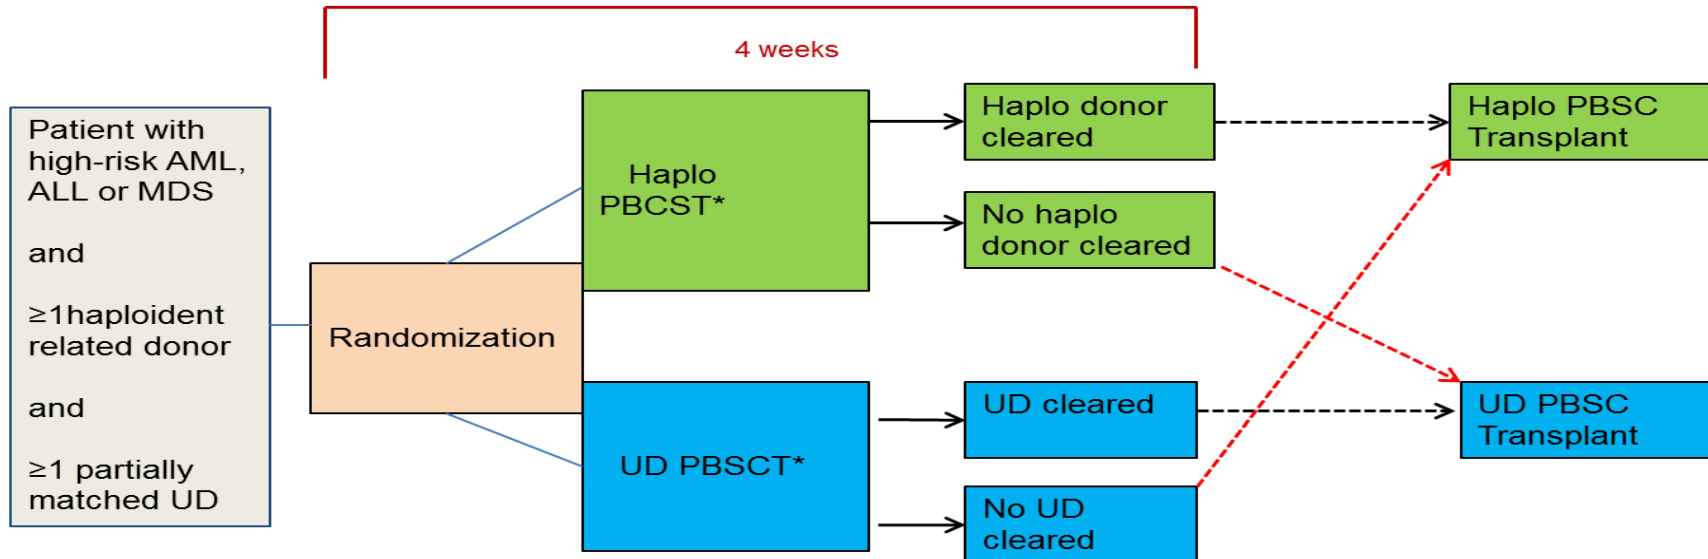 4 weeks
Patient with
high-risk AML,
ALL or MDS
and
≥1haploident
related donor
and
≥1 partially
matched UD
Randomization
Haplo
PBCST*
UD PBSCT*
Haplo donor
cleared
No haplo
donor cleared
UD cleared
No UD
cleared
Haplo PBSC
Transplant
UD PBSC
Transplant